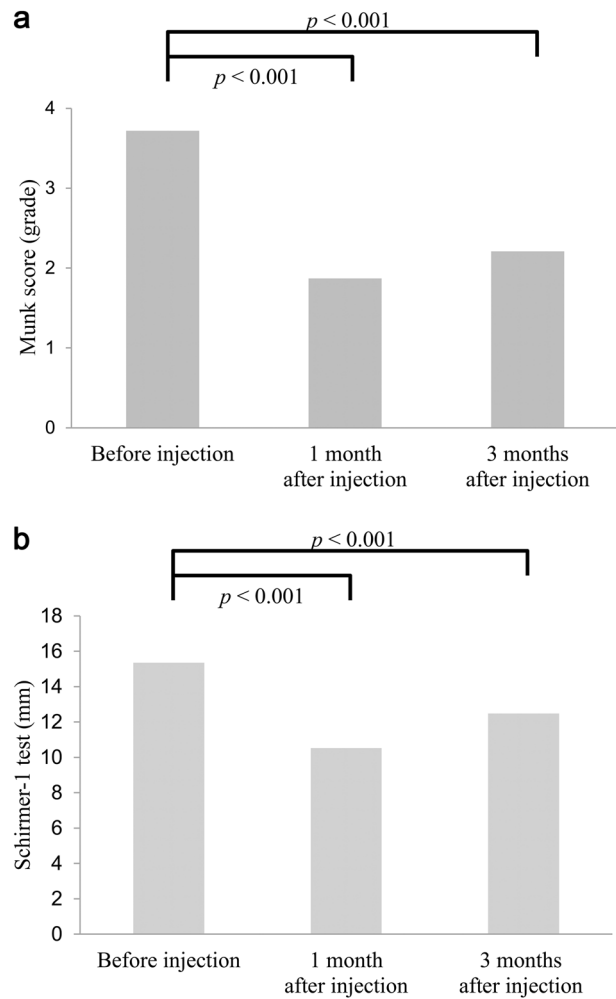 a
p < 0.001
p < 0.001
4
3
2
1
0
Munk score (grade)
Before injection
1 month
after injection
3 months
after injection
b
p < 0.001
p < 0.001
18
16
14
12
10
8
6
4
2
0
Schirmer-1 test (mm)
Before injection
1 month
after injection
3 months
after injection